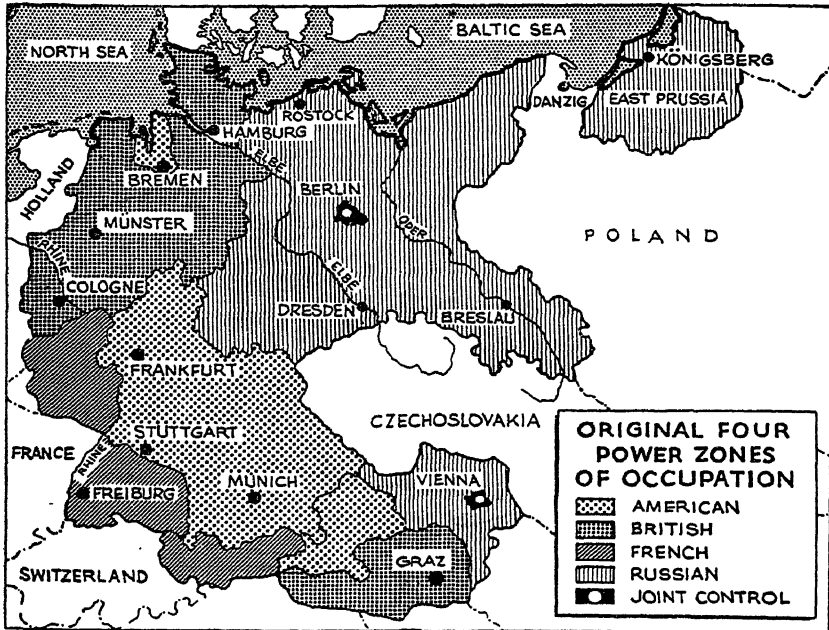 NORTH SEA
BALTIC SEA
KÖNIGSBERG
ROSTOCK
DANZIG
EAST PRUSSIA
HAMBURG
ELBE
HOLLAND
BREMEN
BERLIN
MÜNSTER
ODER
POLAND
RHINE
COLOGNE
ELBE
DRESDEN
BRESLAU
FRANKFURT
CZECHOSLOVAKIA
STUTTGART
FRANCE
RHINE
FREIBURG
MUNICH
VIENNA
SWITZERLAND
GRAZ
ORIGINAL FOUR
POWER ZONES
OF OCCUPATION
AMERICAN
BRITISH
FRENCH
RUSSIAN
JOINT CONTROL